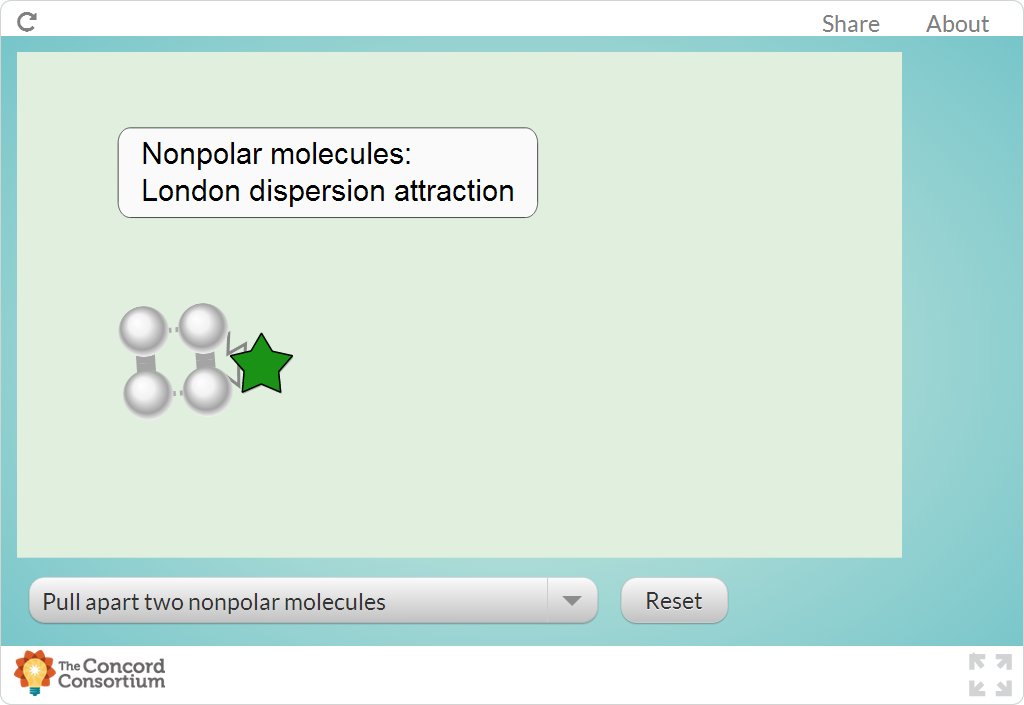 Share About
Nonpolar molecules:
London dispersion attraction
Pull apart two nonpolar molecules
Reset
The Concord
Consortium